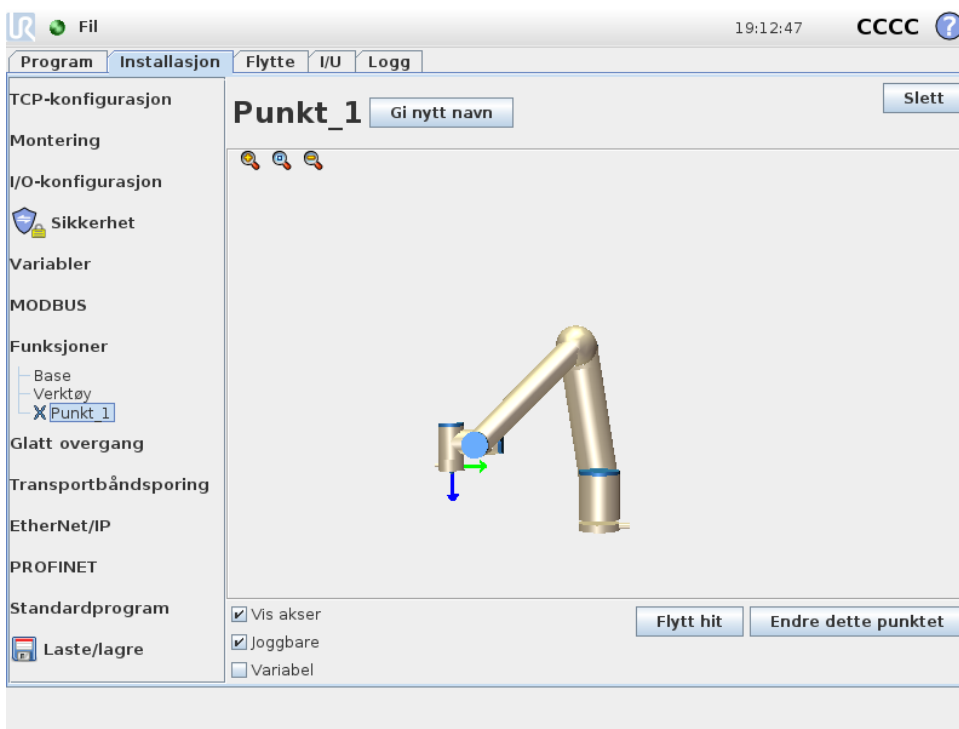 UR Fil 19:12:47 CCCC ?
Program Installasjon Flytte I/U Logg
TCP-konfigurasjon
Montering
I/O-konfigurasjon
Sikkerhet
Variabler
MODBUS
Funksjoner
Base
Verktøy
Punkt_1
Glatt overgang
Transportbåndsporing
EtherNet/IP
PROFINET
Standardprogram
Laste/lagre
Punkt_1 Gi nytt navn Slett
Vis akser
Joggbare
Variabel
Flytt hit Endre dette punktet